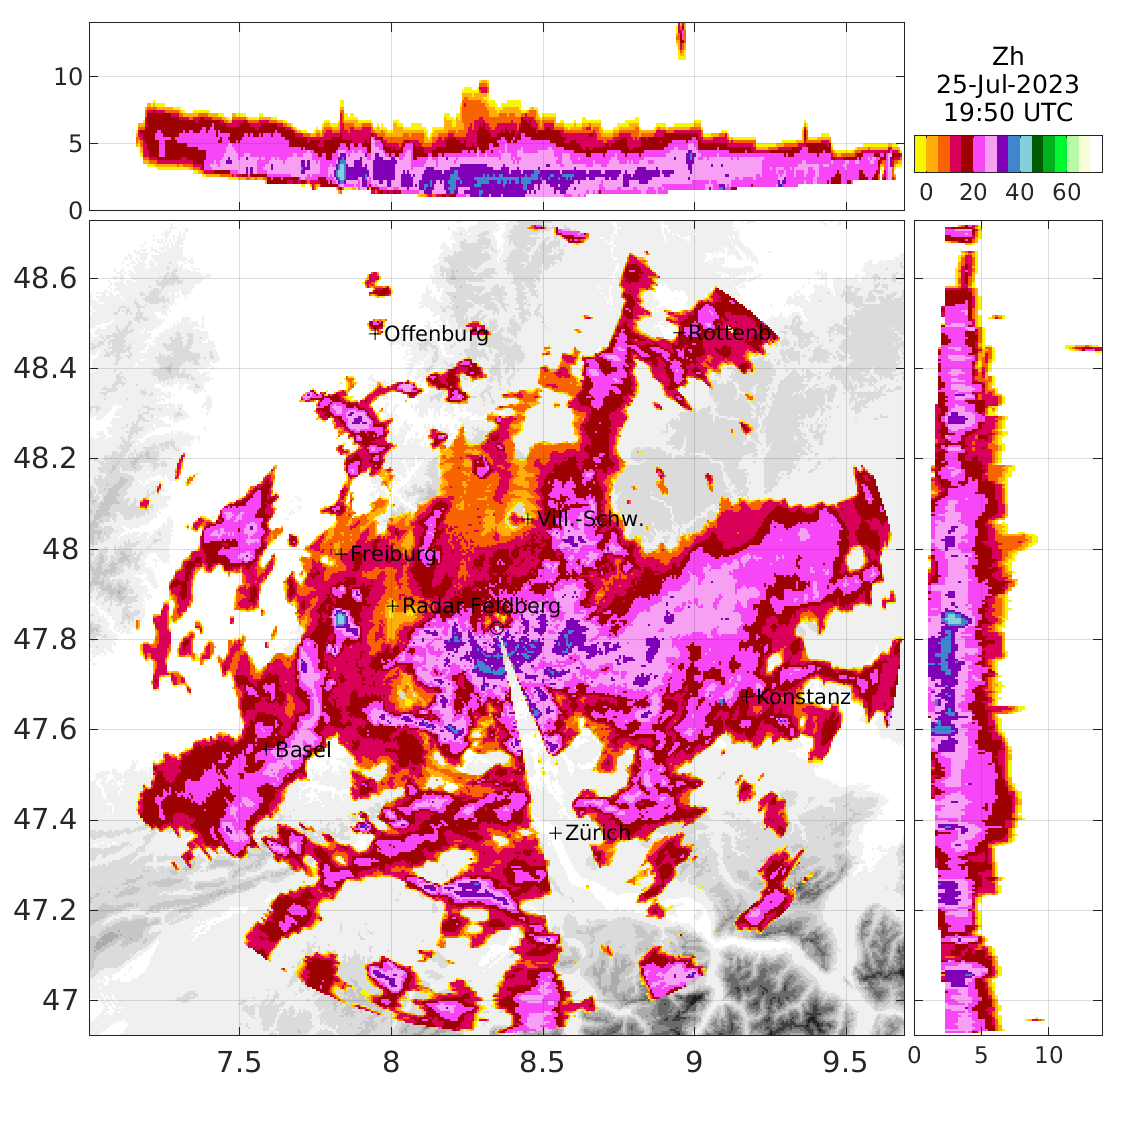 Zh
25-Jul-2023
19:50 UTC
0 20 40 60
10
5
0
48.6
48.4
48.2
48
47.8
47.6
47.4
47.2
47
+Offenburg
+Rottenb.
+Vill.-Schw.
+Freiburg
+Radar Feldberg
+Konstanz
+Basel
+Zürich
7.5 8 8.5 9 9.5
0 5 10